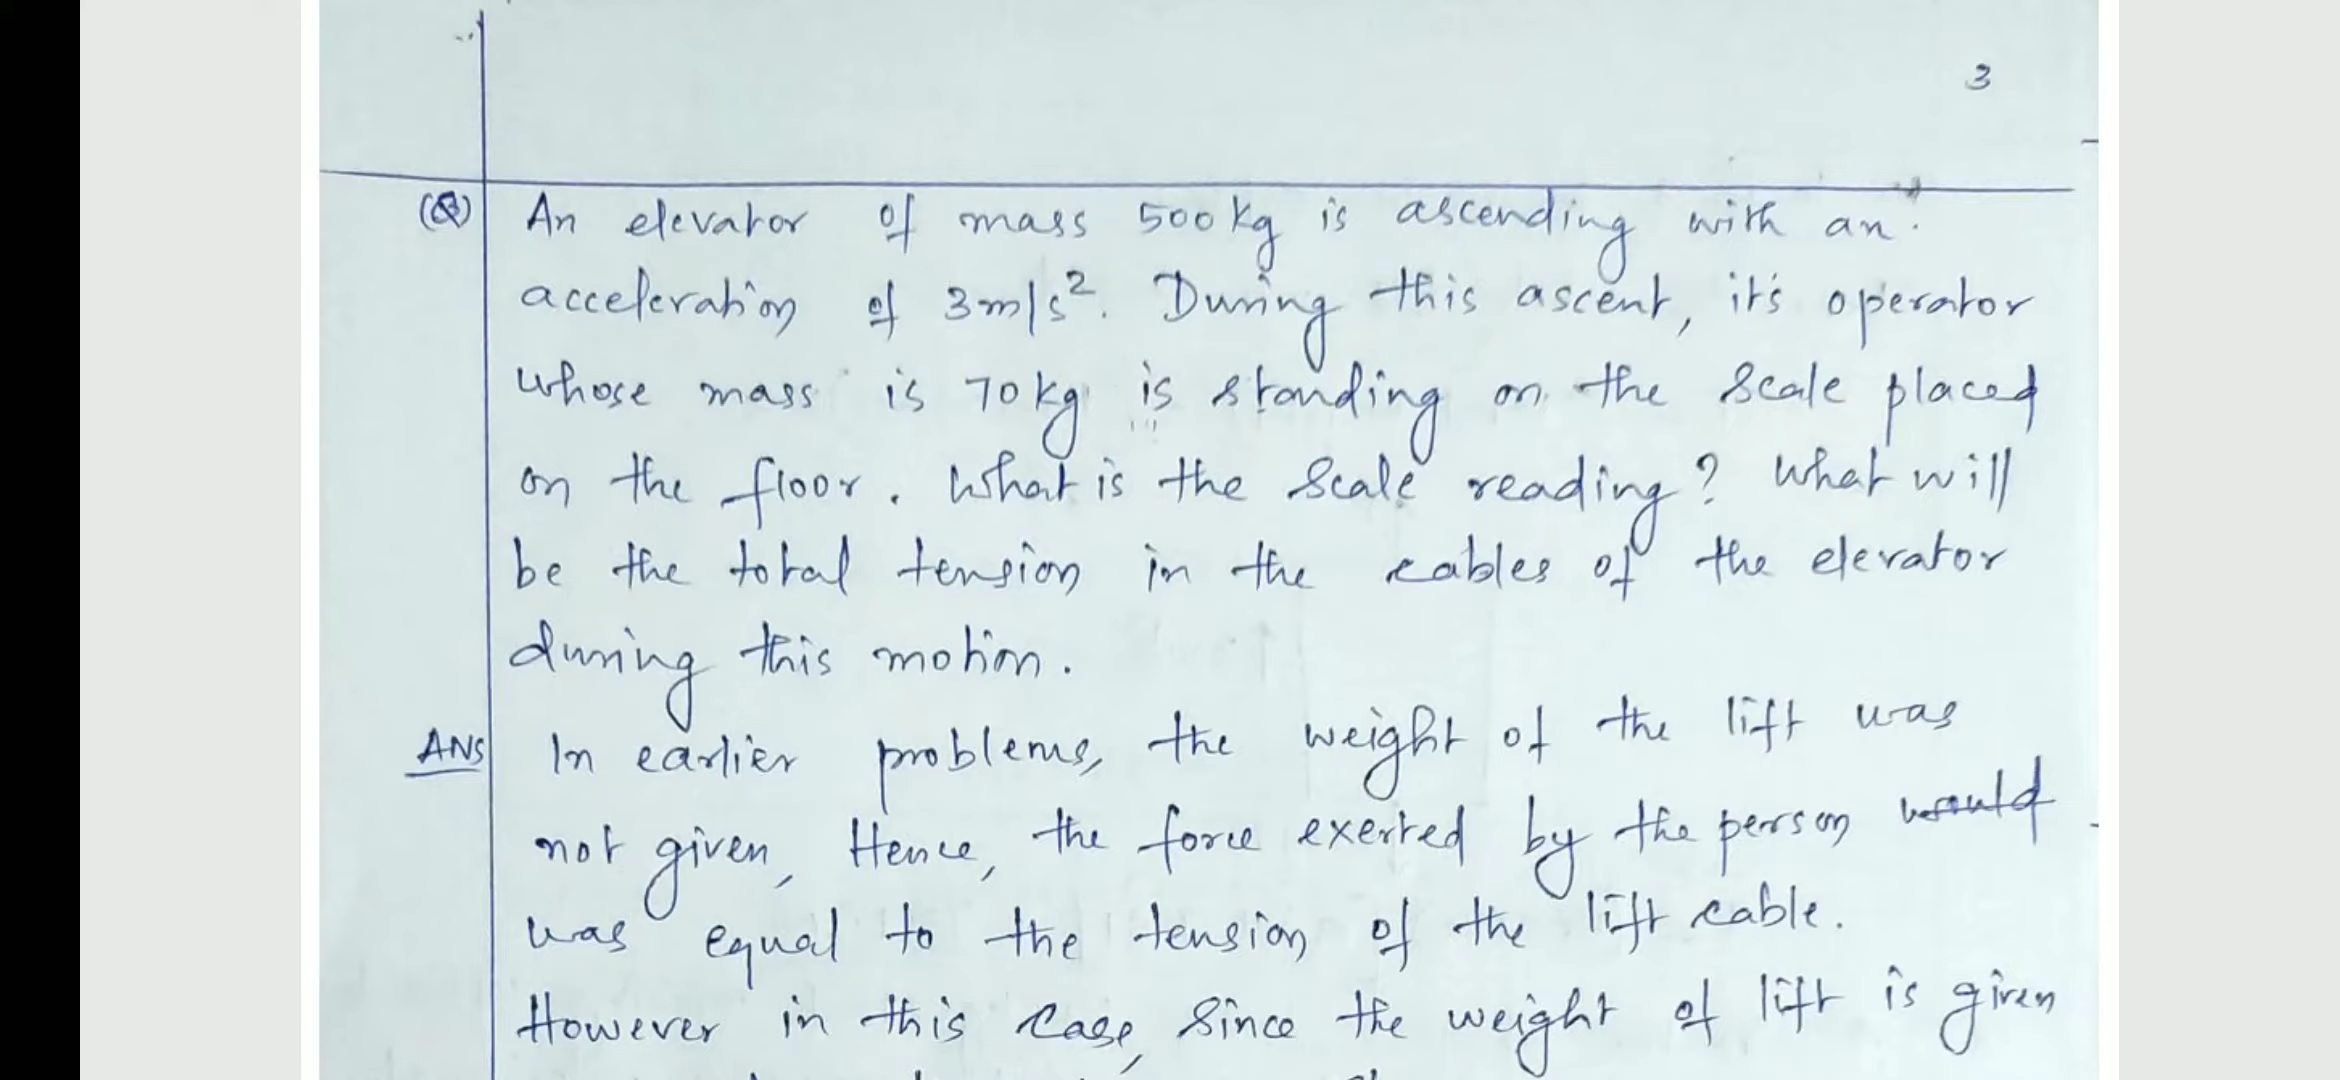 3
(Q) An elevator of mass 500 kg is ascending with an
acceleration of 3m/s². During this ascent, it's operator
whose mass is 70 kg is standing on the scale placed
on the floor. What is the scale reading? What will
be the total tension in the cables of the elevator
during this motion.
ANS In earlier problems, the weight of the lift was
not given, Hence, the force exerted by the person would
was equal to the tension of the lift cable.
However in this case, since the weight of lift is given